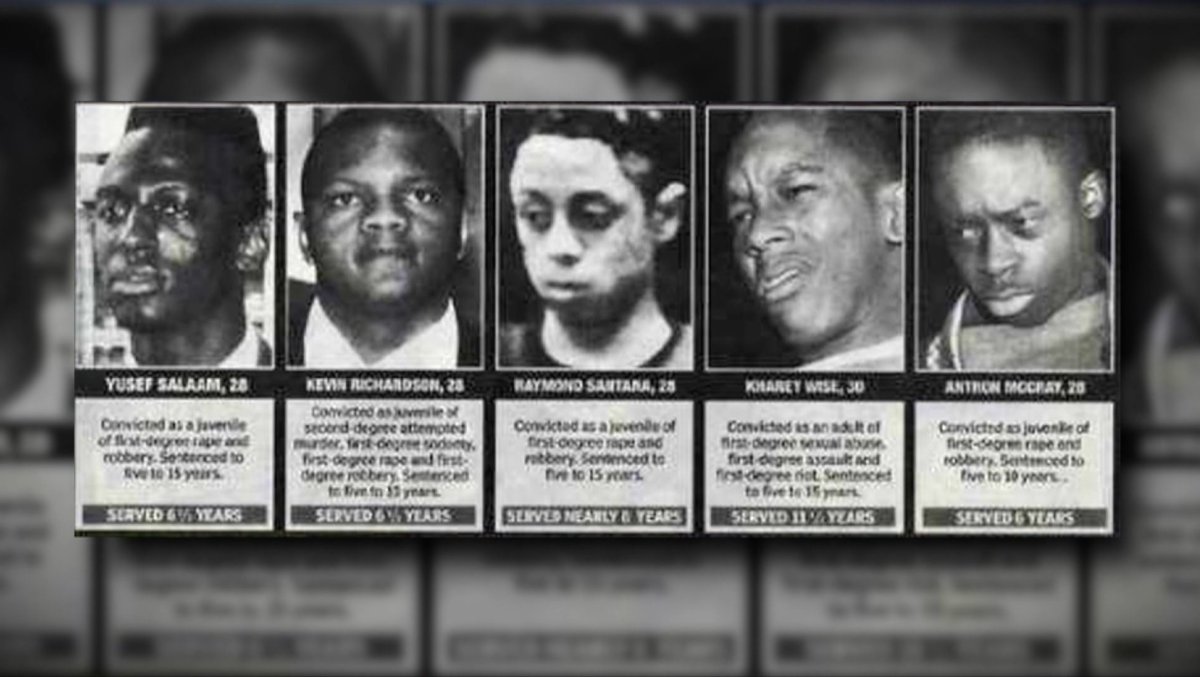 YUSEF SALAAM, 28
Convicted as a juvenile
of first-degree rape and
robbery. Sentenced to
five to 15 years.
SERVED 6 ½ YEARS
KEVIN RICHARDSON, 28
Convicted as juvenile of
second-degree attempted
murder, first-degree sodomy,
first-degree rape and first-
degree robbery. Sentenced
to five to years.
SERVED 6 ½ YEARS
RAYMOND SANTANA, 28
Convicted as a juvenile of
first-degree rape and
robbery. Sentenced to
five to 15 years.
SERVED NEARLY YEARS
KHAREY WISE, 30
Convicted as an adult of
first-degree sexual abuse,
first-degree assault and
first-degree riot. Sentenced
to five to 15 years.
SERVED 11 ½ YEARS
ANTRON MCCRAY, 28
Convicted as juvenile of
first-degree rape and
robbery. Sentenced to
five to 10 years..
SERVED 6 YEARS